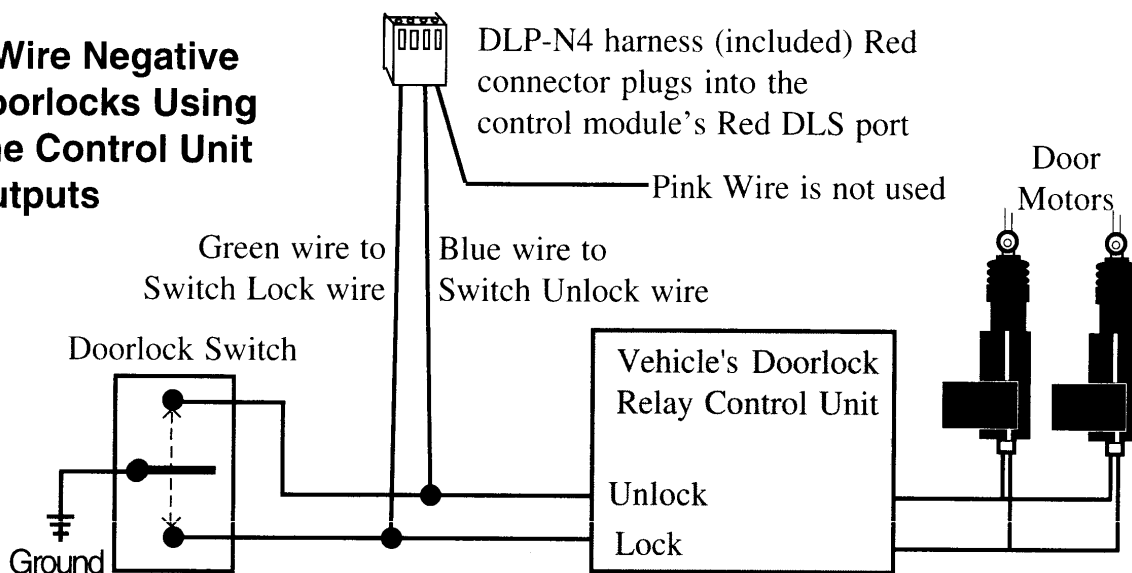 Wire Negative
oorlocks Using
e Control Unit
utputs
DLP-N4 harness (included) Red
connector plugs into the
control module's Red DLS port
Pink Wire is not used
Door
Motors
Green wire to
Switch Lock wire
Blue wire to
Switch Unlock wire
Doorlock Switch
Vehicle's Doorlock
Relay Control Unit
Unlock
Lock
Ground